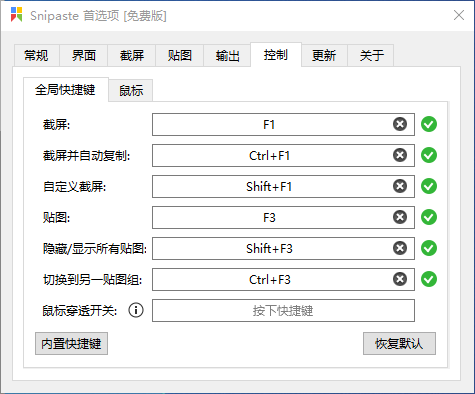 Snipaste 首选项 [免费版]
常规 界面 截屏 贴图 输出 控制 更新 关于
全局快捷键 鼠标
截屏: F1
截屏并自动复制: Ctrl+F1
自定义截屏: Shift+F1
贴图: F3
隐藏/显示所有贴图: Shift+F3
切换到另一贴图组: Ctrl+F3
鼠标穿透开关: 按下快捷键
内置快捷键 恢复默认